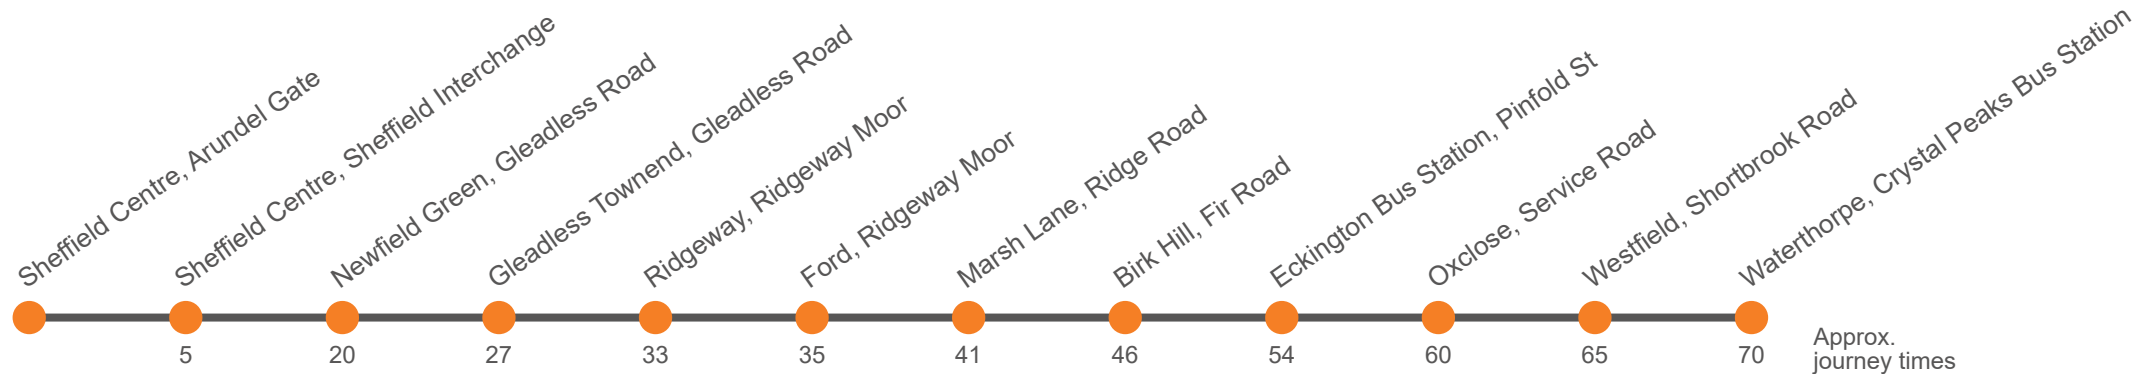 Sheffield Centre, Arundel Gate
Sheffield Centre, Sheffield Interchange
Newfield Green, Gleadless Road
Gleadless Townend, Gleadless Road
Ridgeway, Ridgeway Moor
Ford, Ridgeway Moor
Marsh Lane, Ridge Road
Birk Hill, Fir Road
Eckington Bus Station, Pinfold St
Oxclose, Service Road
Westfield, Shortbrook Road
Waterthorpe, Crystal Peaks Bus Station
5 20 27 33 35 41 46 54 60 65 70
Approx.
journey times